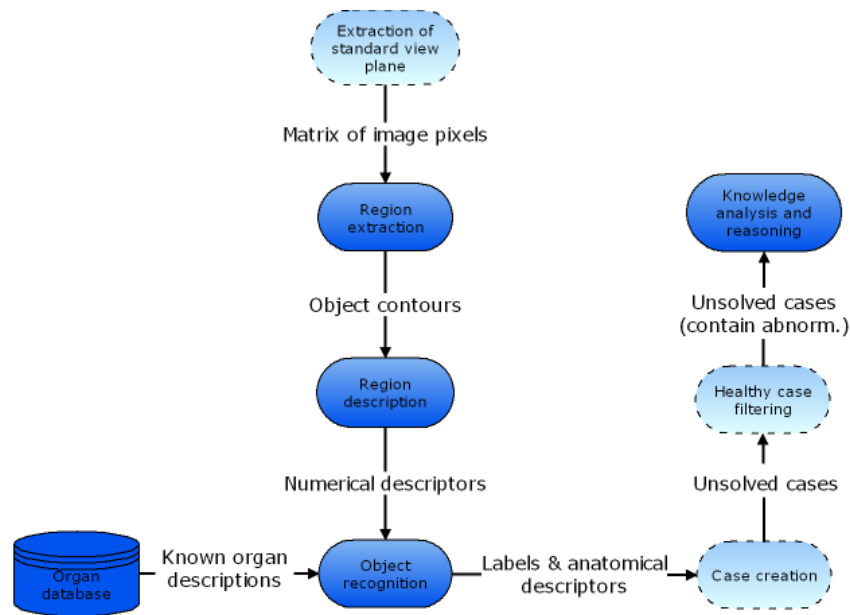 Extraction of
standard view
plane
Matrix of image pixels
Region
extraction
Object contours
Region
description
Numerical descriptors
Organ
database
Known organ
descriptions
Object
recognition
Labels & anatomical
descriptors
Case creation
Unsolved cases
Healthy case
filtering
Unsolved cases
(contain abnorm.)
Knowledge
analysis and
reasoning